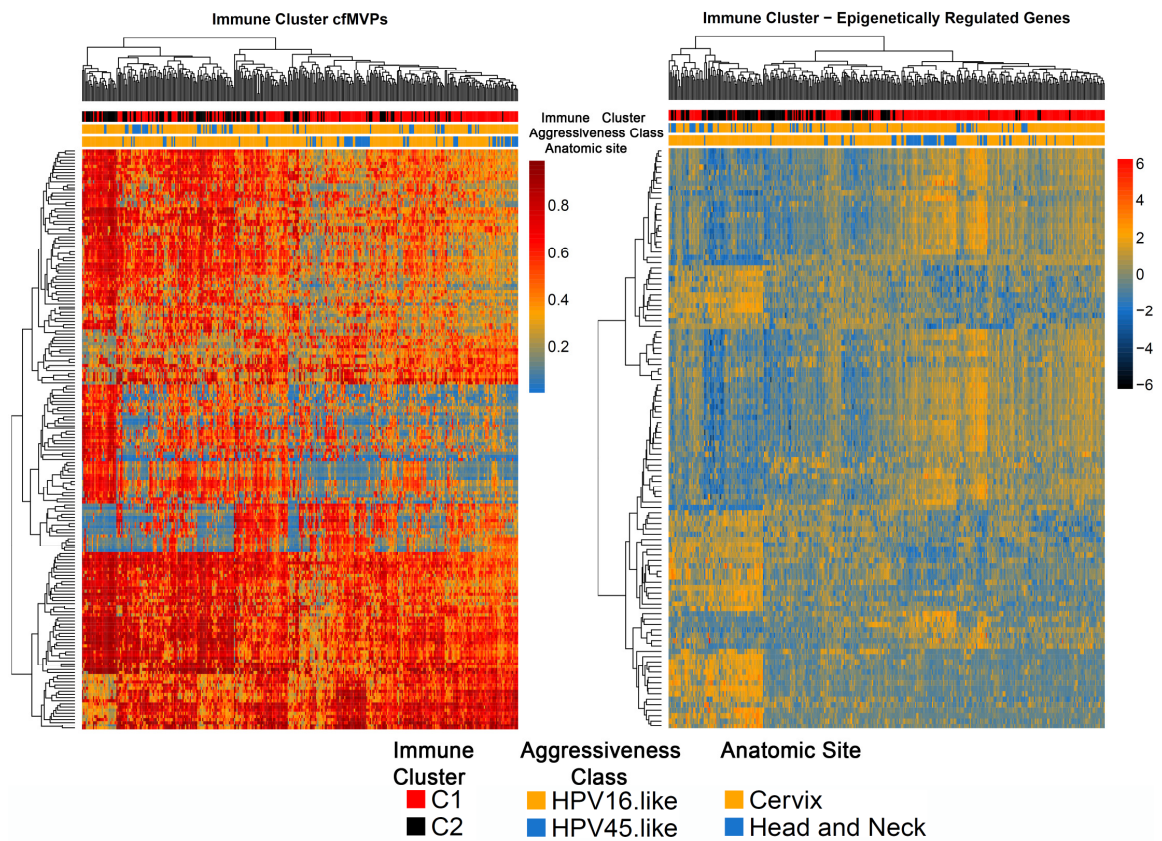 Immune Cluster cfMVPs
Immune Cluster − Epigenetically Regulated Genes
Immune Cluster
Aggressiveness Class
Anatomic site
0.8
0.6
0.4
0.2
6
4
2
0
−2
−4
−6
Immune Cluster
C1
C2
Aggressiveness Class
HPV16.like
HPV45.like
Anatomic Site
Cervix
Head and Neck